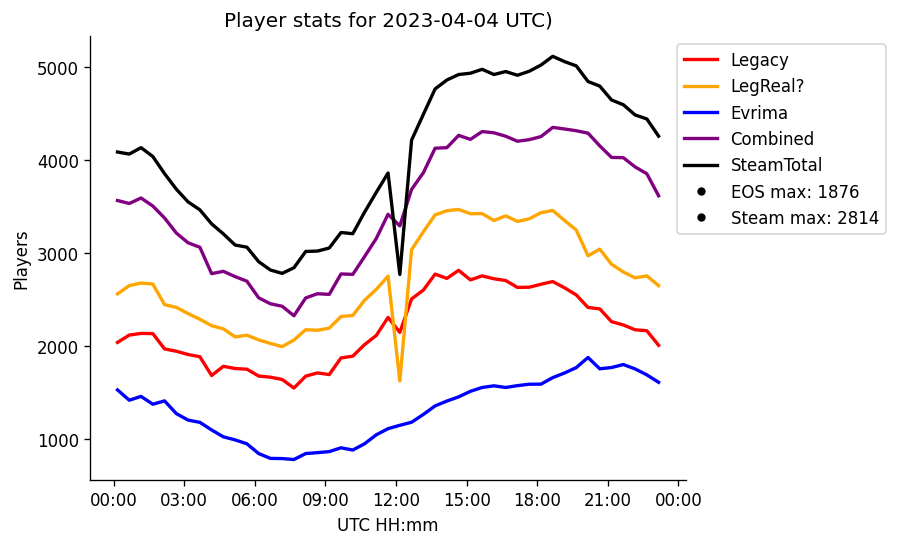 Player stats for 2023-04-04 UTC)
Players
5000
4000
3000
2000
1000
00:00 03:00 06:00 09:00 12:00 15:00 18:00 21:00 00:00
UTC HH:mm
Legacy
LegReal?
Evrima
Combined
SteamTotal
EOS max: 1876
Steam max: 2814